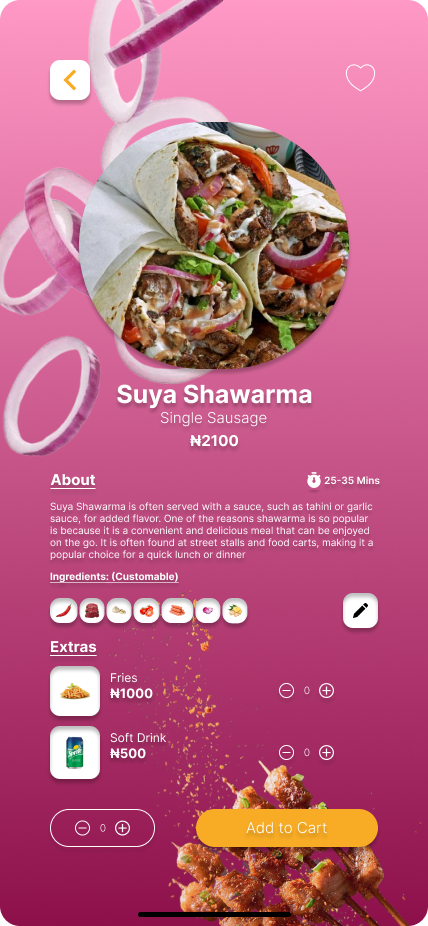 Suya Shawarma
Single Sausage
₦2100
About
25-35 Mins
Suya Shawarma is often served with a sauce, such as tahini or garlic
sauce, for added flavor. One of the reasons shawarma is so popular
is because it is a convenient and delicious meal that can be enjoyed
on the go. It is often found at street stalls and food carts, making it a
popular choice for a quick lunch or dinner
Ingredients: (Customable)
Extras
Fries
₦1000
0
Soft Drink
₦500
0
Sprite
0
Add to Cart